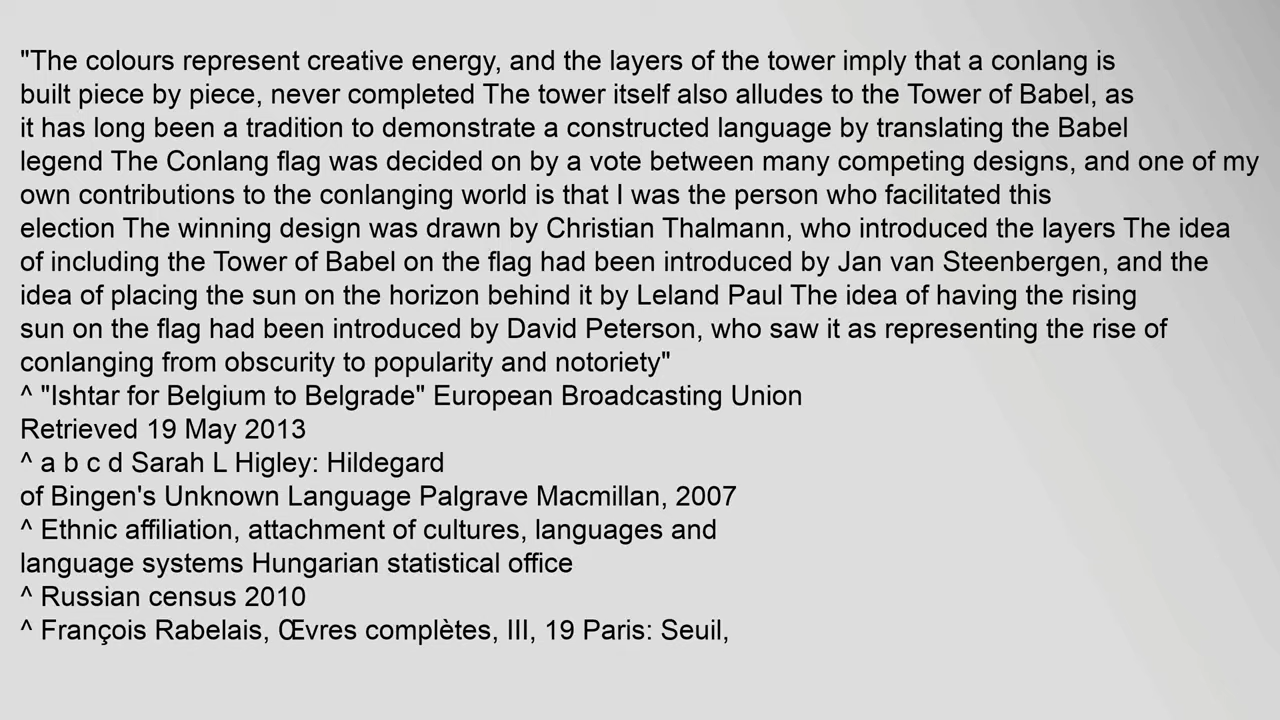 "The colours represent creative energy, and the layers of the tower imply that a conlang is
built piece by piece, never completed The tower itself also alludes to the Tower of Babel, as
it has long been a tradition to demonstrate a constructed language by translating the Babel
legend The Conlang flag was decided on by a vote between many competing designs, and one of my
own contributions to the conlanging world is that I was the person who facilitated this
election The winning design was drawn by Christian Thalmann, who introduced the layers The idea
of including the Tower of Babel on the flag had been introduced by Jan van Steenbergen, and the
idea of placing the sun on the horizon behind it by Leland Paul The idea of having the rising
sun on the flag had been introduced by David Peterson, who saw it as representing the rise of
conlanging from obscurity to popularity and notoriety"
^ "Ishtar for Belgium to Belgrade" European Broadcasting Union
Retrieved 19 May 2013
^ a b c d Sarah L Higley: Hildegard
of Bingen's Unknown Language Palgrave Macmillan, 2007
^ Ethnic affiliation, attachment of cultures, languages and
language systems Hungarian statistical office
^ Russian census 2010
^ François Rabelais, Œvres complètes, III, 19 Paris: Seuil,